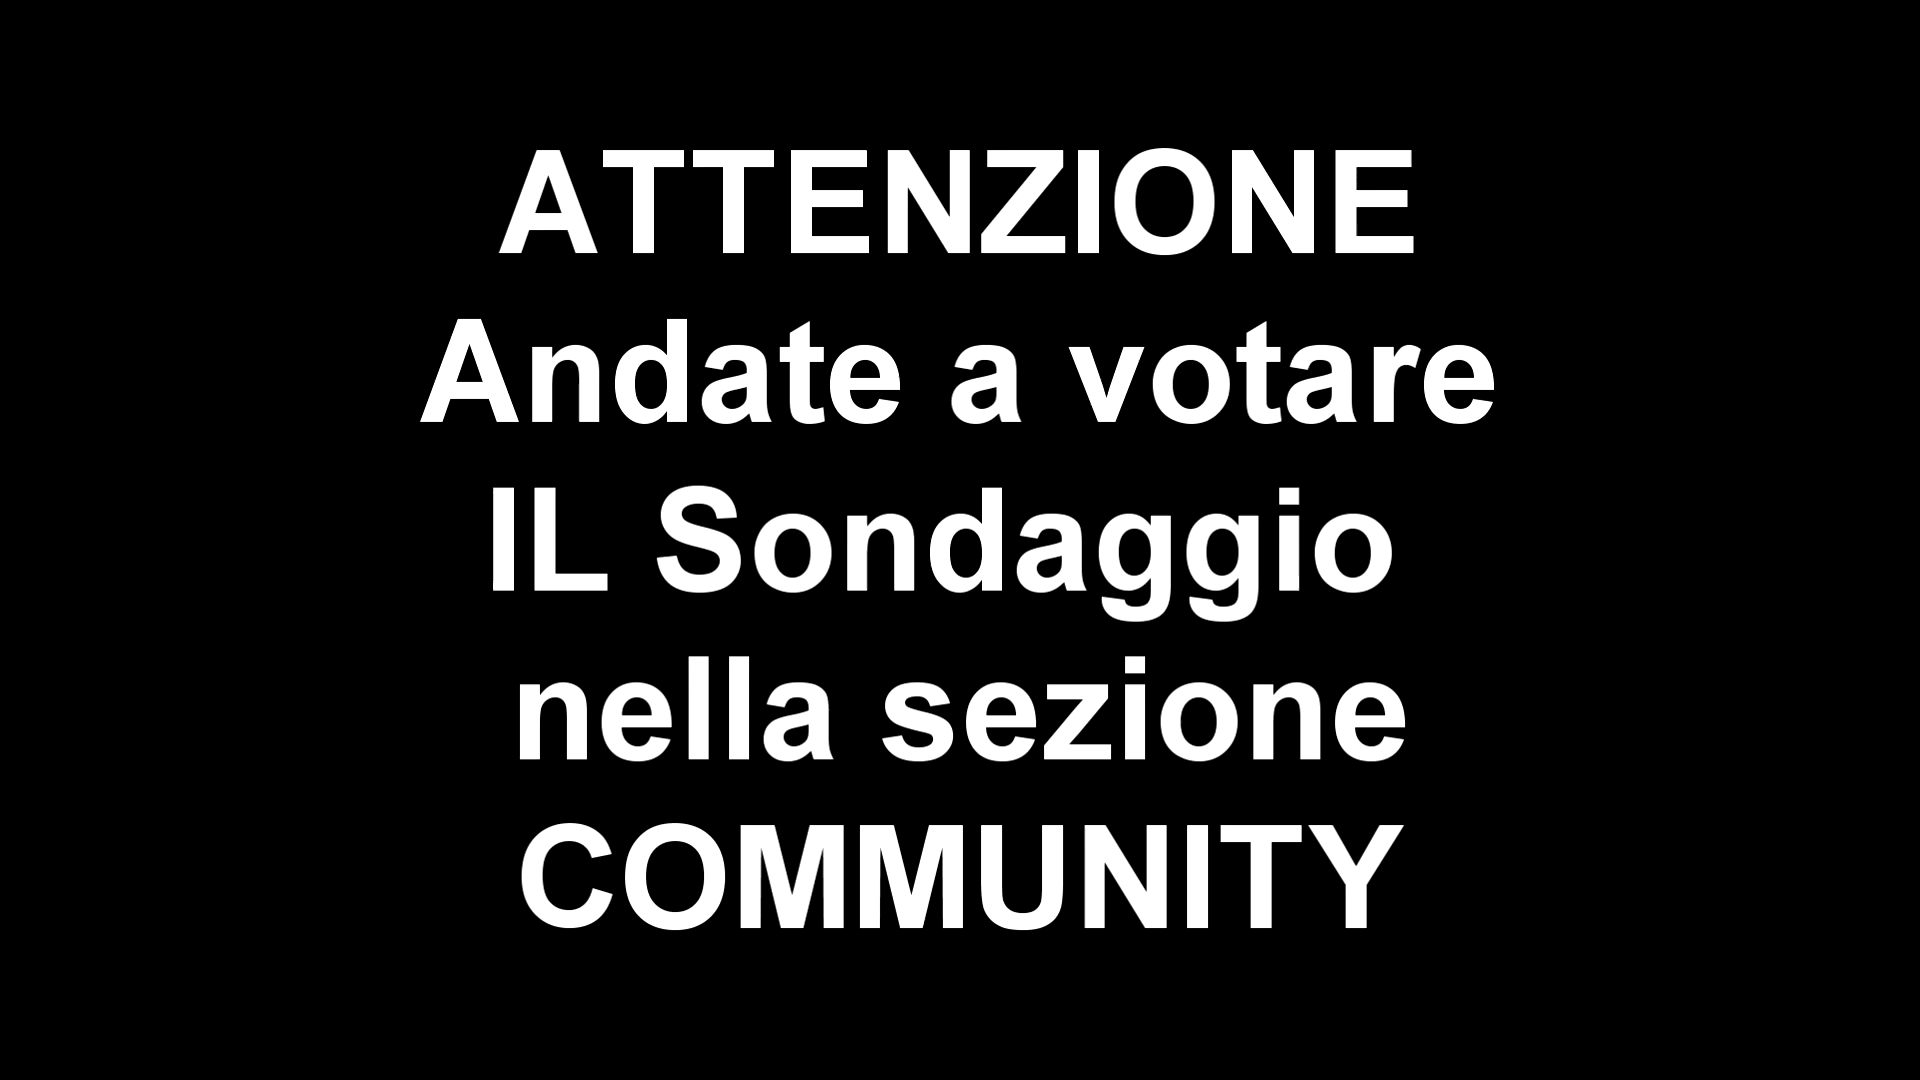 ATTENZIONE
Andate a votare
IL Sondaggio
nella sezione
COMMUNITY